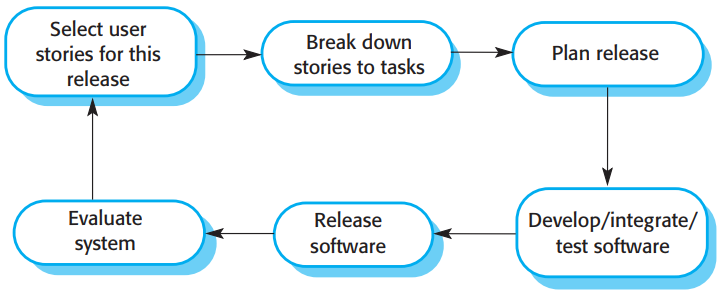 Select user
stories for this
release
Break down
stories to tasks
Plan release
Develop/integrate/
test software
Release
software
Evaluate
system